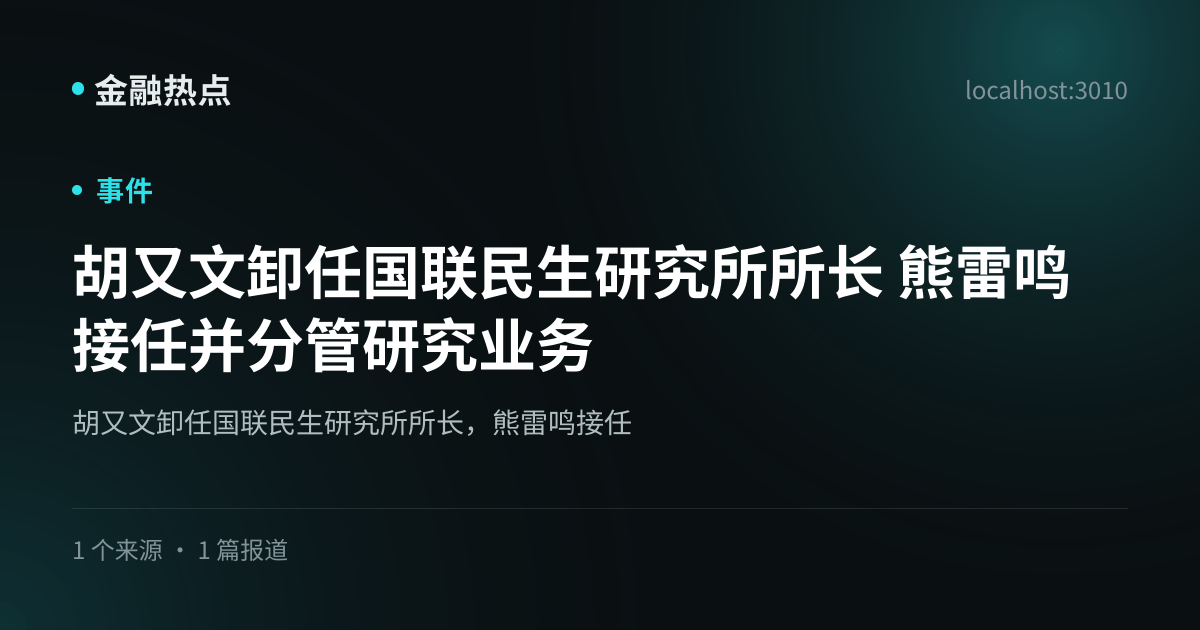 金融热点
localhost:3010
事件
胡又文卸任国联民生研究所所长 熊雷鸣
接任并分管研究业务
胡又文卸任国联民生研究所所长，熊雷鸣接任
1 个来源 · 1 篇报道